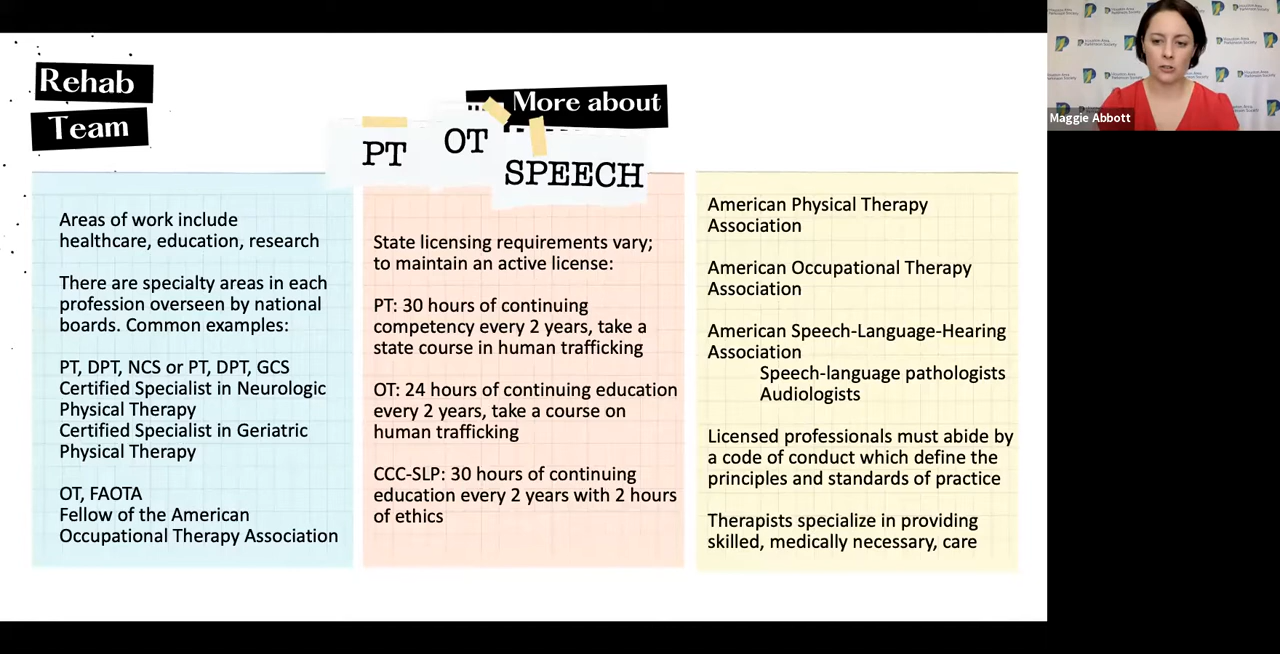 Rehab
Team
More about
PT
OT
SPEECH
Areas of work include
healthcare, education, research
There are specialty areas in each
profession overseen by national
boards. Common examples:
PT, DPT, NCS or PT, DPT, GCS
Certified Specialist in Neurologic
Physical Therapy
Certified Specialist in Geriatric
Physical Therapy
OT, FAOTA
Fellow of the American
Occupational Therapy Association
State licensing requirements vary;
to maintain an active license:
PT: 30 hours of continuing
competency every 2 years, take a
state course in human trafficking
OT: 24 hours of continuing education
every 2 years, take a course on
human trafficking
CCC-SLP: 30 hours of continuing
education every 2 years with 2 hours
of ethics
American Physical Therapy
Association
American Occupational Therapy
Association
American Speech-Language-Hearing
Association
Speech-language pathologists
Audiologists
Licensed professionals must abide by
a code of conduct which define the
principles and standards of practice
Therapists specialize in providing
skilled, medically necessary, care
Houston Area
Parkinson Society
Maggie Abbott